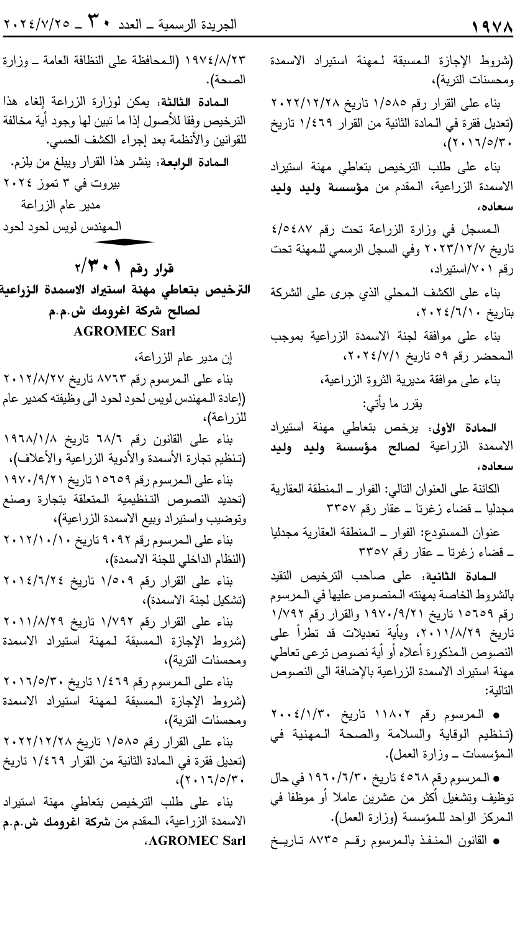 ١٩٧٨
الجريدة الرسمية ــ العدد ٣٠ ــ ٢٠٢٤/٧/٢٥
(شروط الإجازة المسبقة لمهنة استيراد الاسمدة
ومحسنات التربة)،
بناء على القرار رقم ١/٥٨٥ تاريخ ٢٠٢٢/١٢/٢٨
(تعديل فقرة في المادة الثانية من القرار ١/٤٦٩ تاريخ
٢٠١٦/٥/٣٠)،
بناء على طلب الترخيص بتعاطي مهنة استيراد
الاسمدة الزراعية، المقدم من مؤسسة وليد وليد
سعاده،
المسجل في وزارة الزراعة تحت رقم ٤/٥٤٨٧
تاريخ ٢٠٢٣/١٢/٧ وفي السجل الرسمي للمهنة تحت
رقم ٧٠١/استيراد،
بناء على الكشف المحلي الذي جرى على الشركة
بتاريخ ٢٠٢٤/٦/١٠،
بناء على موافقة لجنة الاسمدة الزراعية بموجب
المحضر رقم ٥٩ تاريخ ٢٠٢٤/٧/١،
بناء على موافقة مديرية الثروة الزراعية،
يقرر ما يأتي:
المادة الأولى: يرخص بتعاطي مهنة استيراد
الاسمدة الزراعية لصالح مؤسسة وليد وليد
سعاده،
الكائنة على العنوان التالي: الفوار ــ المنطقة العقارية
مجدليا ــ قضاء زغرتا ــ عقار رقم ٣٣٥٧
عنوان المستودع: الفوار ــ المنطقة العقارية مجدليا
ــ قضاء زغرتا ــ عقار رقم ٣٣٥٧
المادة الثانية: على صاحب الترخيص التقيد
بالشروط الخاصة بمهنته المنصوص عليها في المرسوم
رقم ١٥٦٥٩ تاريخ ١٩٧٠/٩/٢١ والقرار رقم ١/٧٩٢
تاريخ ٢٠١١/٨/٢٩، وبأية تعديلات قد تطرأ على
النصوص المذكورة أعلاه أو أية نصوص ترعى تعاطي
مهنة استيراد الاسمدة الزراعية بالإضافة الى النصوص
التالية:
● المرسوم رقم ١١٨٠٢ تاريخ ٢٠٠٤/١/٣٠
(تنظيم الوقاية والسلامة والصحة المهنية في
المؤسسات ــ وزارة العمل).
● المرسوم رقم ٤٥٦٨ تاريخ ١٩٦٠/٦/٣٠ في حال
توظيف وتشغيل أكثر من عشرين عاملا أو موظفا في
المركز الواحد للمؤسسة (وزارة العمل).
● القانون المنفذ بالمرسوم رقم ٨٧٣٥ تاريخ
١٩٧٤/٨/٢٣ (المحافظة على النظافة العامة ــ وزارة
الصحة).
المادة الثالثة: يمكن لوزارة الزراعة إلغاء هذا
الترخيص وفقا للأصول إذا ما تبين لها وجود أية مخالفة
للقوانين والأنظمة بعد إجراء الكشف الحسي.
المادة الرابعة: ينشر هذا القرار ويبلغ من يلزم.
بيروت في ٣ تموز ٢٠٢٤
مدير عام الزراعة
المهندس لويس لحود لحود
قرار رقم ٢/٣٠١
الترخيص بتعاطي مهنة استيراد الاسمدة الزراعية
لصالح شركة اغرومك ش.م.م
AGROMEC Sarl
إن مدير عام الزراعة،
بناء على المرسوم رقم ٨٧٦٣ تاريخ ٢٠١٢/٨/٢٧
(إعادة المهندس لويس لحود لحود الى وظيفته كمدير عام
للزراعة)،
بناء على القانون رقم ٦٨/٦ تاريخ ١٩٦٨/١/٨
(تنظيم تجارة الأسمدة والأدوية الزراعية والأعلاف)،
بناء على المرسوم رقم ١٥٦٥٩ تاريخ ١٩٧٠/٩/٢١
(تحديد النصوص التنظيمية المتعلقة بتجارة وصنع
وتوضيب واستيراد وبيع الاسمدة الزراعية)،
بناء على المرسوم رقم ٩٠٩٢ تاريخ ٢٠١٢/١٠/١٠
(النظام الداخلي للجنة الاسمدة)،
بناء على القرار رقم ١/٥٠٩ تاريخ ٢٠١٤/٦/٢٤
(تشكيل لجنة الاسمدة)،
بناء على القرار رقم ١/٧٩٢ تاريخ ٢٠١١/٨/٢٩
(شروط الإجازة المسبقة لمهنة استيراد الاسمدة
ومحسنات التربة)،
بناء على المرسوم رقم ١/٤٦٩ تاريخ ٢٠١٦/٥/٣٠
(شروط الإجازة المسبقة لمهنة استيراد الاسمدة
ومحسنات التربة)،
بناء على القرار رقم ١/٥٨٥ تاريخ ٢٠٢٢/١٢/٢٨
(تعديل فقرة في المادة الثانية من القرار ١/٤٦٩ تاريخ
٢٠١٦/٥/٣٠)،
بناء على طلب الترخيص بتعاطي مهنة استيراد
الاسمدة الزراعية، المقدم من شركة اغرومك ش.م.م
AGROMEC Sarl،